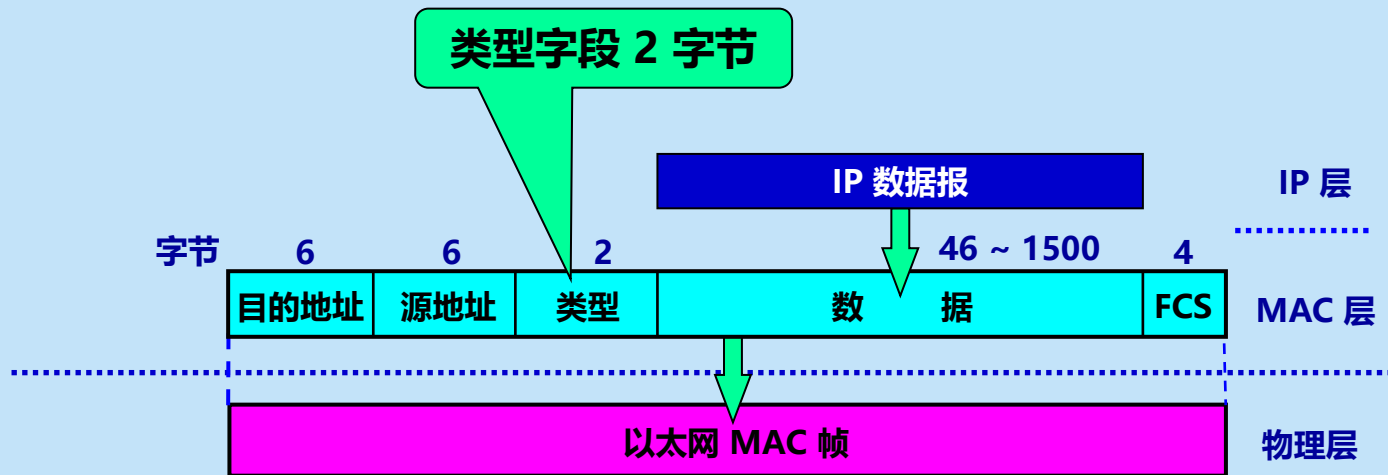 类型字段 2 字节
IP 数据报
IP 层
字节 6 6 2 46 ~ 1500 4
目的地址 源地址 类型 数 据 FCS MAC 层
以太网 MAC 帧 物理层